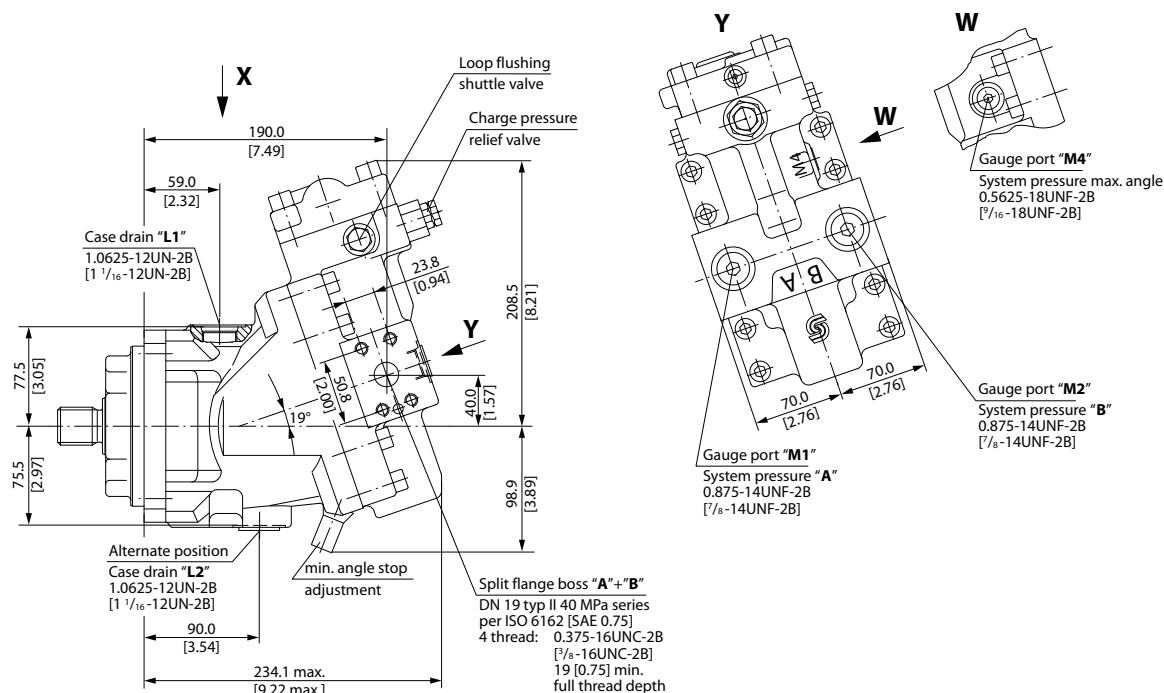 X
190.0
[7.49]
59.0
[2.32]
Case drain "L1"
1.0625-12UN-2B
[1 1/16-12UN-2B]
Loop flushing
shuttle valve
Charge pressure
relief valve
23.8
[0.94]
208.5
[8.21]
Y
77.5
[3.05]
75.5
[2.97]
50.8
[2.00]
19°
40.0
[1.57]
98.9
[3.89]
Alternate position
Case drain "L2"
1.0625-12UN-2B
[1 1/16-12UN-2B]
90.0
[3.54]
234.1 max.
[9.22 max.]
min. angle stop
adjustment
Split flange boss "A"+"B"
DN 19 typ II 40 MPa series
per ISO 6162 [SAE 0.75]
4 thread: 0.375-16UNC-2B
[3/8-16UNC-2B]
19 [0.75] min.
full thread depth
Y
W
M4
B A
70.0
[2.76]
70.0
[2.76]
Gauge port "M1"
System pressure "A"
0.875-14UNF-2B
[7/8-14UNF-2B]
W
Gauge port "M4"
System pressure max. angle
0.5625-18UNF-2B
[9/16-18UNF-2B]
Gauge port "M2"
System pressure "B"
0.875-14UNF-2B
[7/8-14UNF-2B]